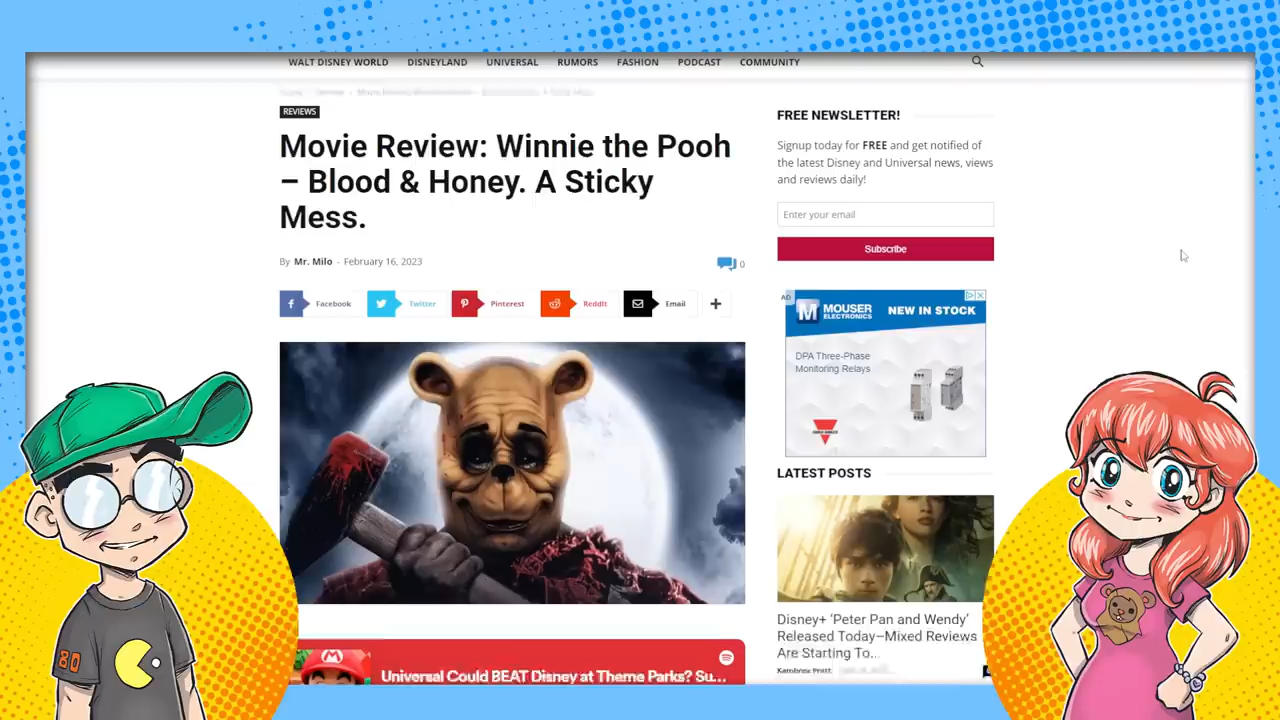 WALT DISNEY WORLD DISNEYLAND UNIVERSAL RUMORS FASHION PODCAST COMMUNITY
REVIEWS
Movie Review: Winnie the Pooh
– Blood & Honey. A Sticky
Mess.
By Mr. Milo - February 16, 2023
0
Facebook Twitter Pinterest ReddIt Email +
Universal Could BEAT Disney at Theme Parks? Su...
FREE NEWSLETTER!
Signup today for FREE and get notified of
the latest Disney and Universal news, views
and reviews daily!
Enter your email
Subscribe
AD
M MOUSER ELECTRONICS NEW IN STOCK
DPA Three-Phase
Monitoring Relays
LATEST POSTS
Disney+ ‘Peter Pan and Wendy’
Released Today–Mixed Reviews
Are Starting To...
80